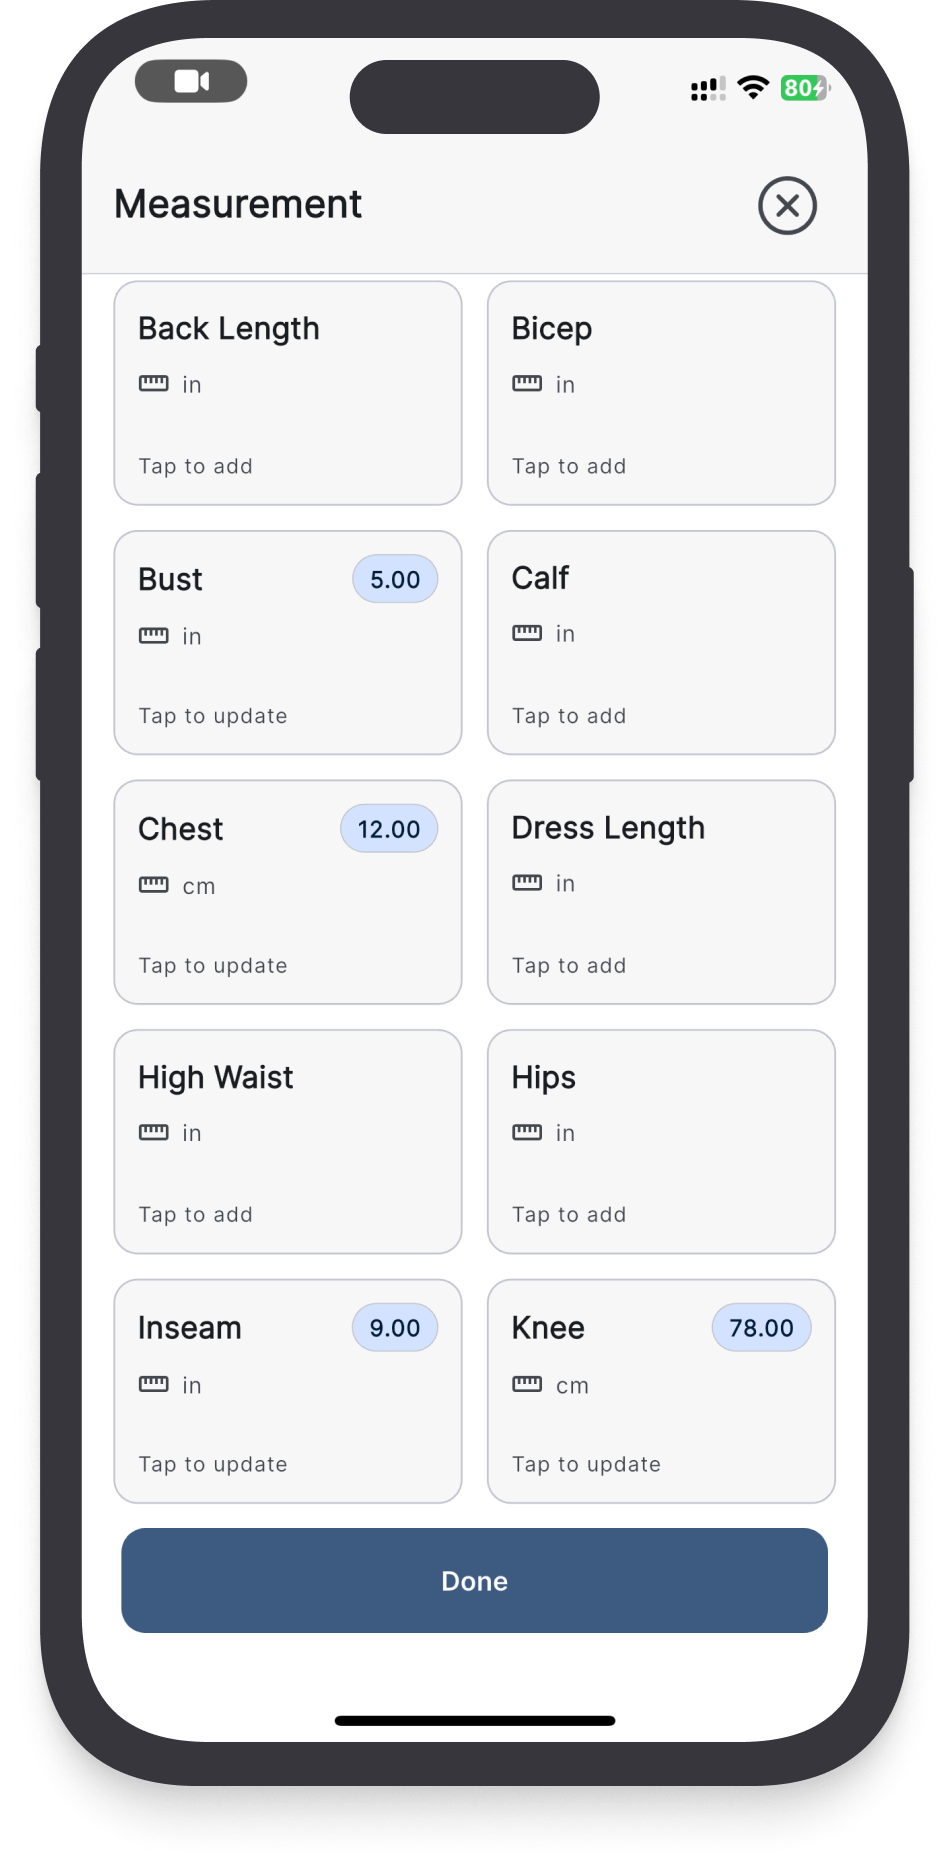 80
Measurement
Back Length
in
Tap to add
Bicep
in
Tap to add
Bust 5.00
in
Tap to update
Calf
in
Tap to add
Chest 12.00
cm
Tap to update
Dress Length
in
Tap to add
High Waist
in
Tap to add
Hips
in
Tap to add
Inseam 9.00
in
Tap to update
Knee 78.00
cm
Tap to update
Done